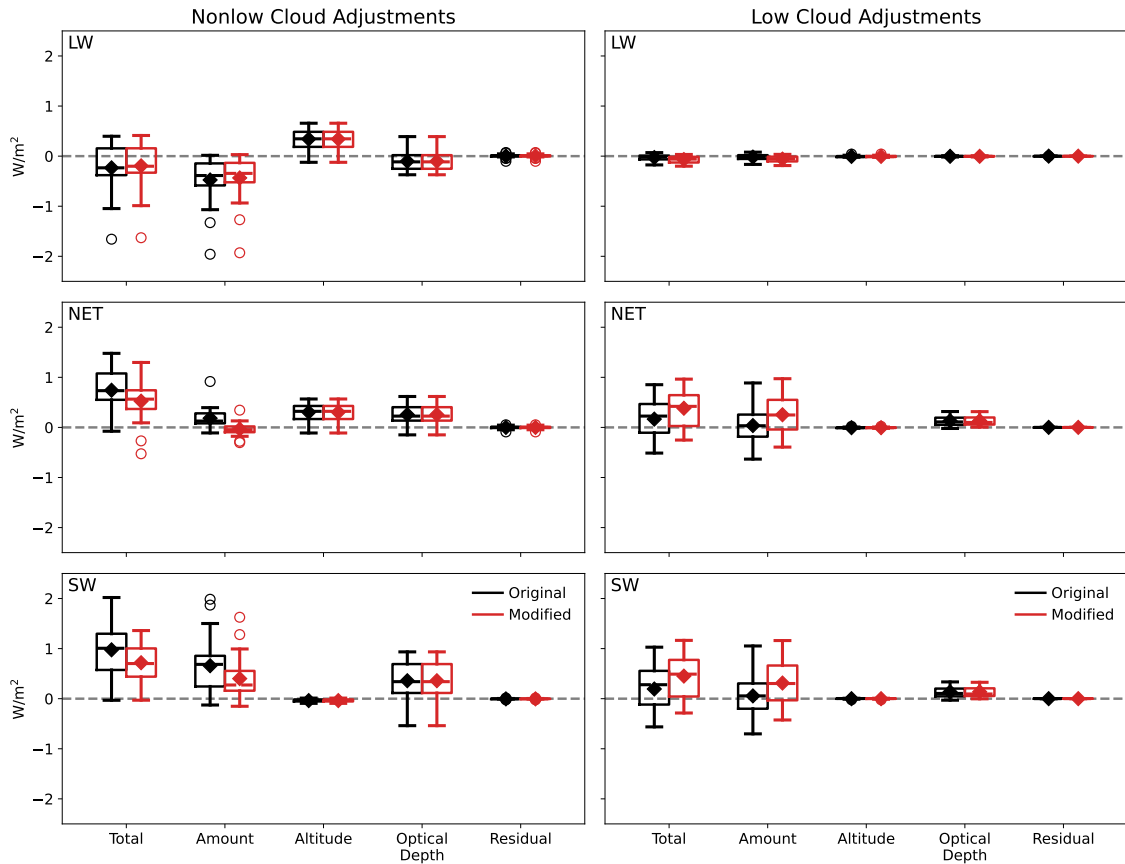 Nonlow Cloud Adjustments
Low Cloud Adjustments
LW
2
1
0
−1
−2
W/m²
LW
NET
2
1
0
−1
−2
W/m²
NET
SW
2
1
0
−1
−2
W/m²
Original
Modified
SW
Original
Modified
Total
Amount
Altitude
Optical
Depth
Residual
Total
Amount
Altitude
Optical
Depth
Residual